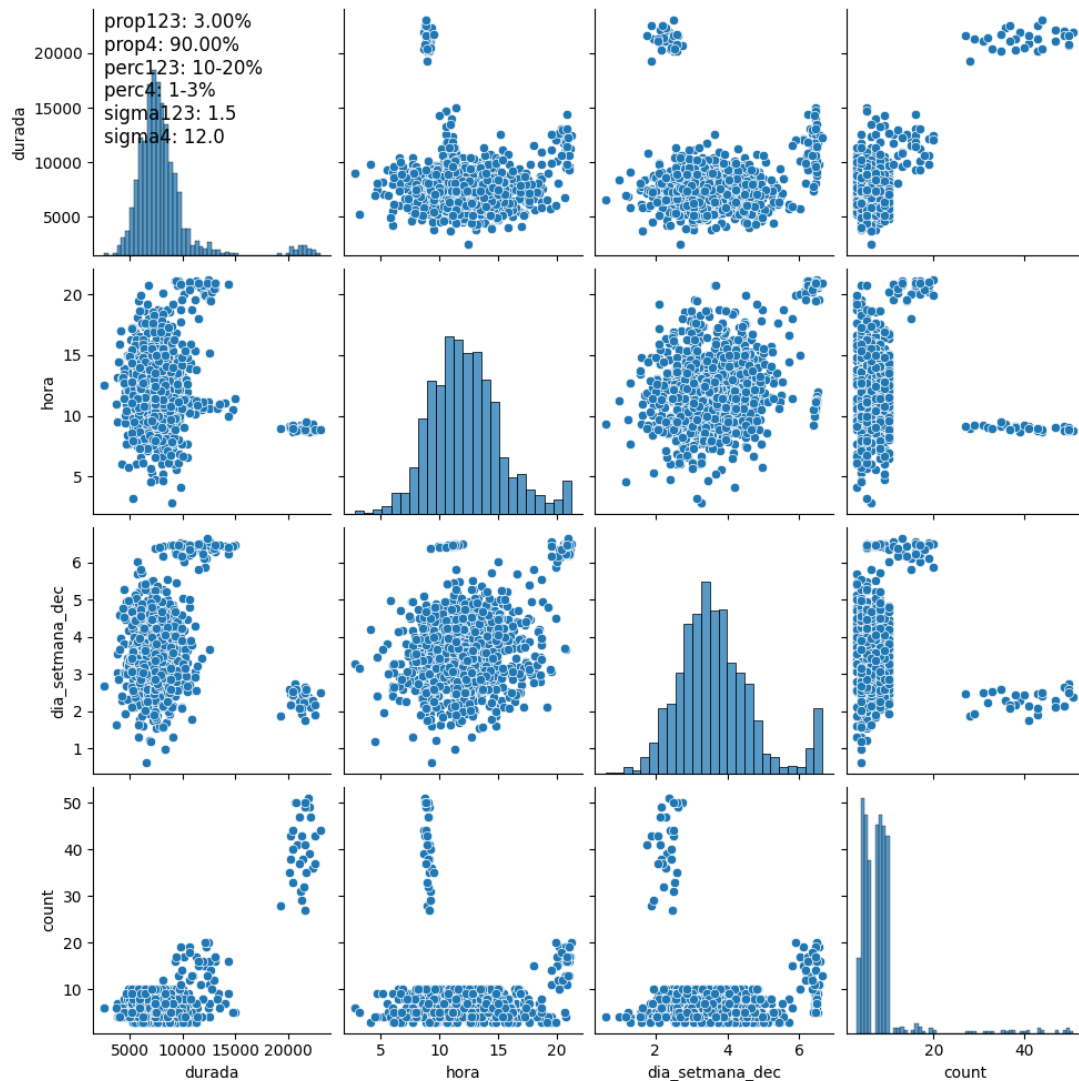 prop123: 3.00%
prop4: 90.00%
perc123: 10-20%
perc4: 1-3%
sigma123: 1.5
sigma4: 12.0
20000
15000
10000
5000
durada
20
15
10
5
hora
6
5
4
3
2
1
dia_setmana_dec
50
40
30
20
10
count
5000 10000 15000 20000
durada
5 10 15 20
hora
2 4 6
dia_setmana_dec
20 40
count